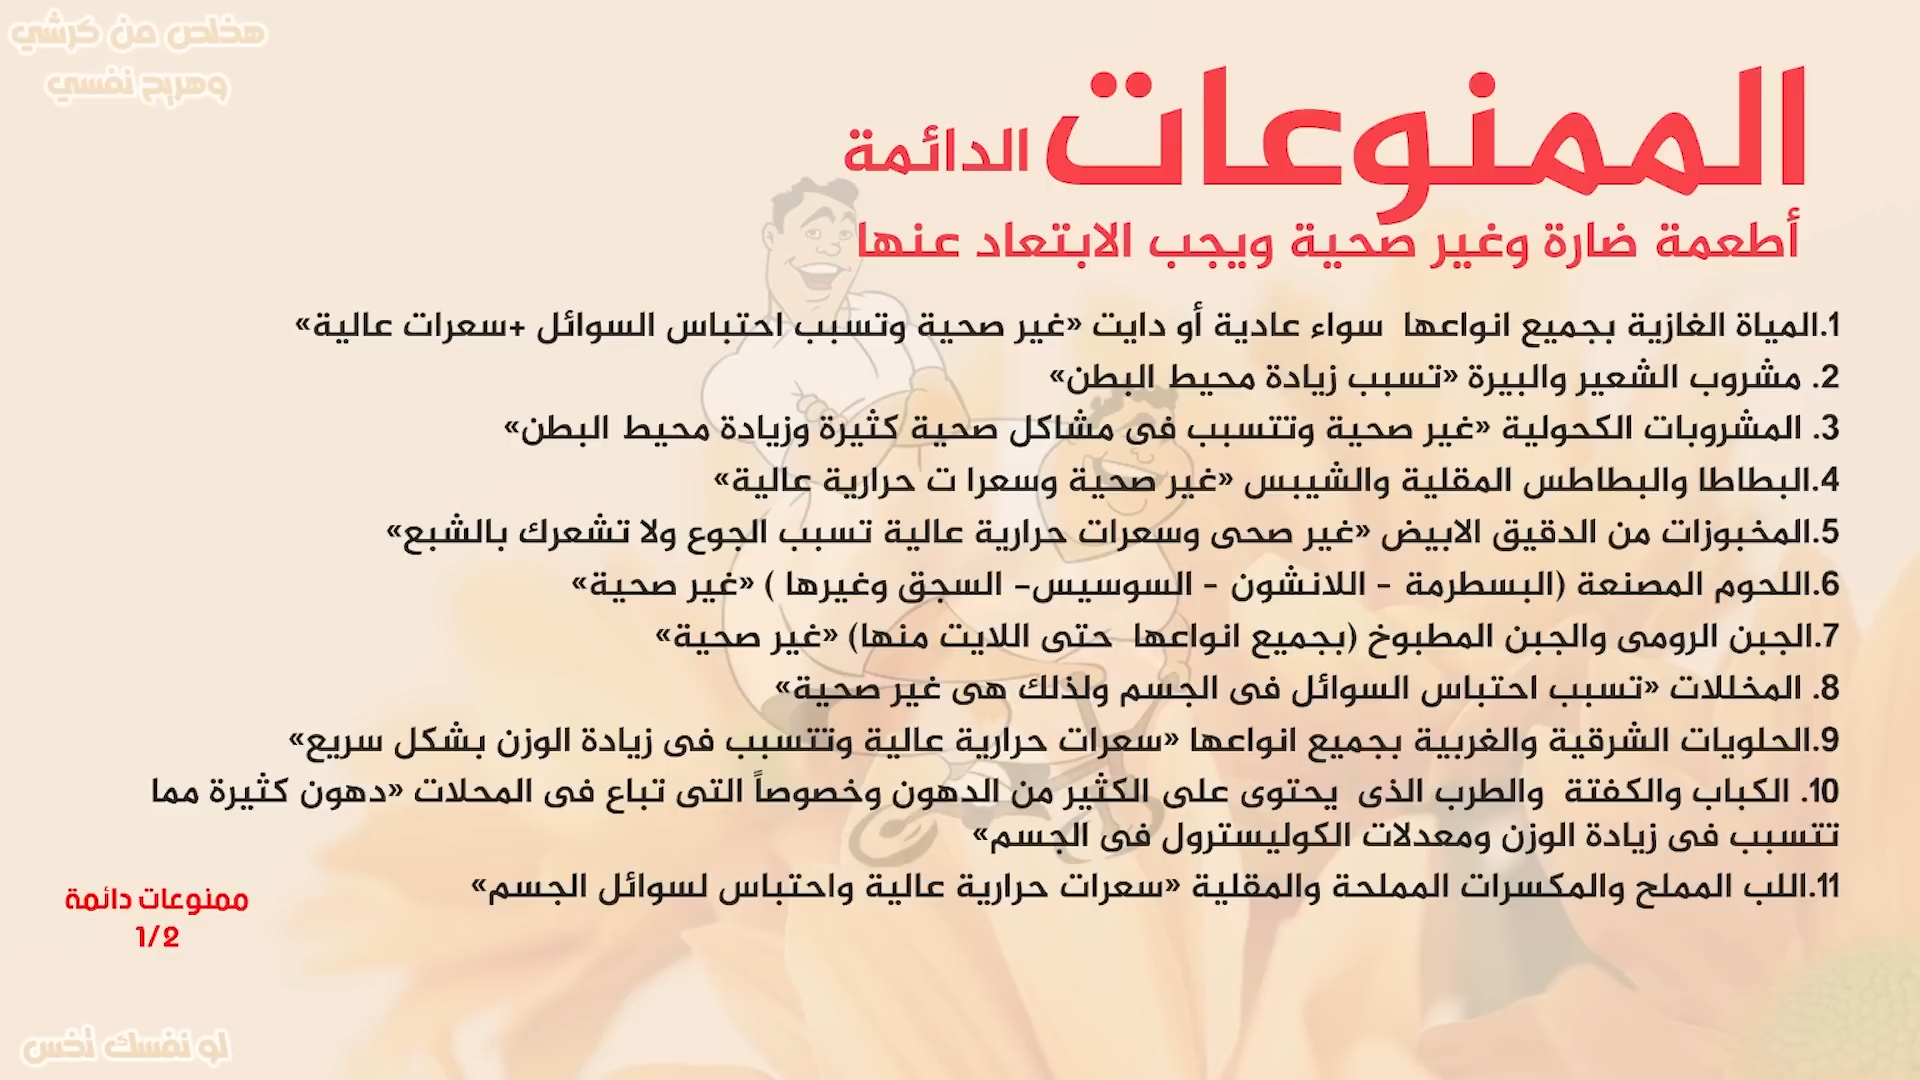 هخلص من كرشي
وهريح نفسي
الممنوعات الدائمة
أطعمة ضارة وغير صحية ويجب الابتعاد عنها
1.المياة الغازية بجميع انواعها سواء عادية أو دايت «غير صحية وتسبب احتباس السوائل +سعرات عالية»
2. مشروب الشعير والبيرة «تسبب زيادة محيط البطن»
3. المشروبات الكحولية «غير صحية وتتسبب فى مشاكل صحية كثيرة وزيادة محيط البطن»
4.البطاطا والبطاطس المقلية والشيبس «غير صحية وسعرا ت حرارية عالية»
5.المخبوزات من الدقيق الابيض «غير صحى وسعرات حرارية عالية تسبب الجوع ولا تشعرك بالشبع»
6.اللحوم المصنعة (البسطرمة - اللانشون - السوسيس- السجق وغيرها ) «غير صحية»
7.الجبن الرومى والجبن المطبوخ (بجميع انواعها حتى اللايت منها) «غير صحية»
8. المخللات «تسبب احتباس السوائل فى الجسم ولذلك هى غير صحية»
9.الحلويات الشرقية والغربية بجميع انواعها «سعرات حرارية عالية وتتسبب فى زيادة الوزن بشكل سريع»
10. الكباب والكفتة والطرب الذى يحتوى على الكثير من الدهون وخصوصاً التى تباع فى المحلات «دهون كثيرة مما
تتسبب فى زيادة الوزن ومعدلات الكوليسترول فى الجسم»
11.اللب المملح والمكسرات المملحة والمقلية «سعرات حرارية عالية واحتباس لسوائل الجسم»
ممنوعات دائمة
1/2
لو نفسك تخس